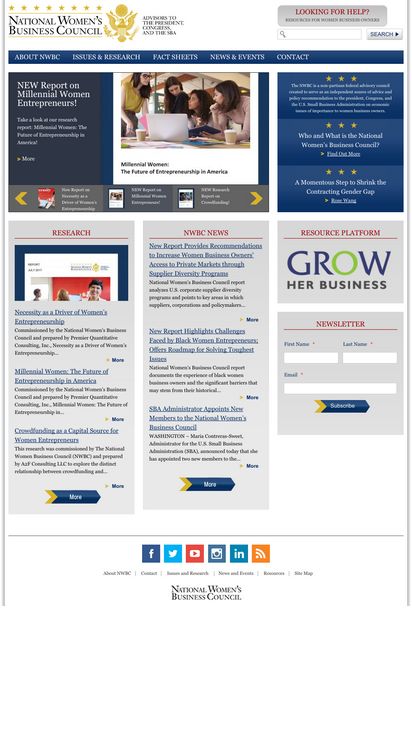 NATIONAL WOMEN'S
BUSINESS COUNCIL
ADVISORS TO
THE PRESIDENT,
CONGRESS,
AND THE SBA
LOOKING FOR HELP?
RESOURCES FOR WOMEN BUSINESS OWNERS
SEARCH
ABOUT NWBC
ISSUES & RESEARCH
FACT SHEETS
NEWS & EVENTS
CONTACT
NEW Report on
Millennial Women
Entrepreneurs!
Take a look at our research
report: Millennial Women: The
Future of Entrepreneurship in
America!
More
Millennial Women:
The Future of Entrepreneurship in America
New Report on
Necessity as a
Driver of Women's
Entrepreneurship
NEW Report on
Millennial Women
Entrepreneurs!
NEW Research
Report on
Crowdfunding!
The NWBC is a non-partisan federal advisory council
created to serve as an independent source of advice and
policy recommendation to the president, Congress, and
the U.S. Small Business Administration on economic
issues of importance to women business owners.
Who and What is the National
Women's Business Council?
Find Out More
A Momentous Step to Shrink the
Contracting Gender Gap
Rose Wang
RESEARCH
REPORT
JULY 2017
Necessity as a Driver of Women's
Entrepreneurship
Commissioned by the National Women's Business
Council and prepared by Premier Quantitative
Consulting, Inc., Necessity as a Driver of Women's
Entrepreneurship...
More
Millennial Women: The Future of
Entrepreneurship in America
Commissioned by the National Women's Business
Council and prepared by Premier Quantitative
Consulting, Inc., Millennial Women: The Future of
Entrepreneurship in...
More
Crowdfunding as a Capital Source for
Women Entrepreneurs
This research was commissioned by The National
Women Business Council (NWBC) and prepared
by A2F Consulting LLC to explore the distinct
relationship between crowdfunding and...
More
More
NWBC NEWS
New Report Provides Recommendations
to Increase Women Business Owners'
Access to Private Markets through
Supplier Diversity Programs
National Women's Business Council report
analyzes U.S. corporate supplier diversity
programs and points to key areas in which
suppliers, corporations and policymakers...
More
New Report Highlights Challenges
Faced by Black Women Entrepreneurs;
Offers Roadmap for Solving Toughest
Issues
National Women's Business Council report
documents the experience of black women
business owners and the significant barriers that
may stem from their historical...
More
SBA Administrator Appoints New
Members to the National Women's
Business Council
WASHINGTON – Maria Contreras-Sweet,
Administrator for the U.S. Small Business
Administration (SBA), announced today that she
has appointed two new members to the...
More
More
RESOURCE PLATFORM
GROW
HER BUSINESS
NEWSLETTER
First Name *
Last Name *
Email *
Subscribe
About NWBC | Contact | Issues and Research | News and Events | Resources | Site Map
NATIONAL WOMEN'S
BUSINESS COUNCIL